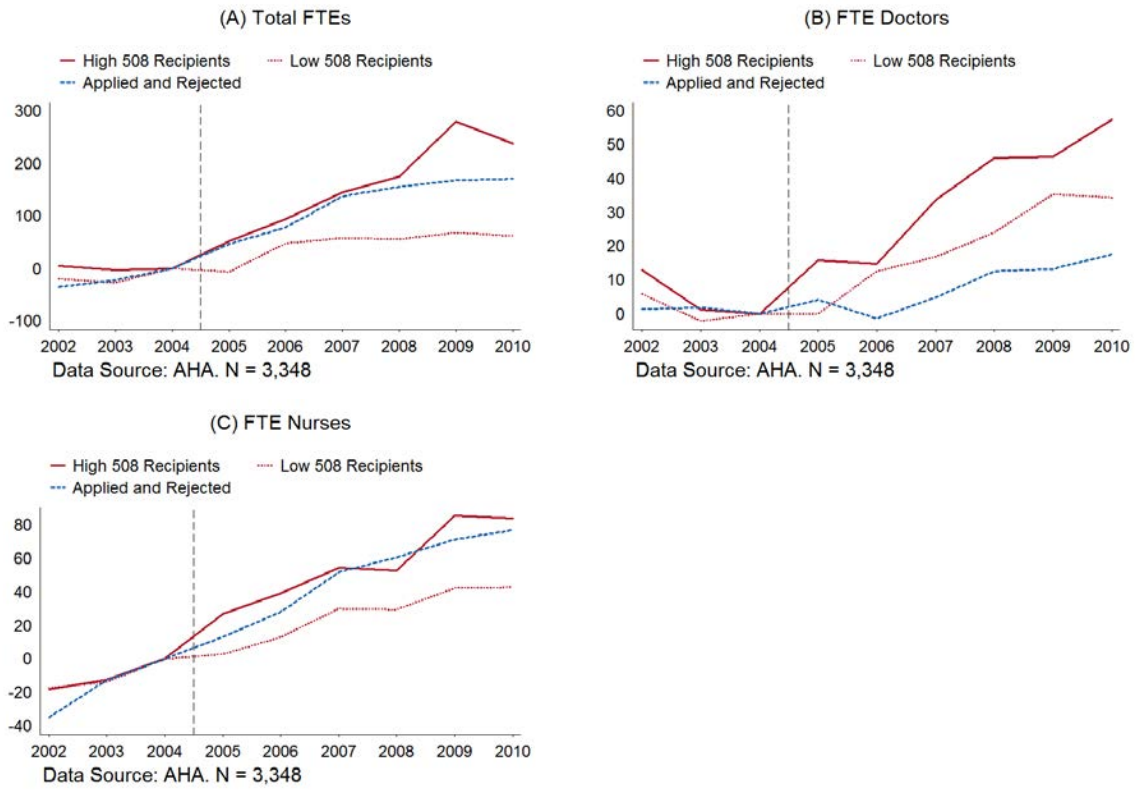 (A) Total FTEs
High 508 Recipients
Low 508 Recipients
Applied and Rejected
300
200
100
0
-100
2002 2003 2004 2005 2006 2007 2008 2009 2010
Data Source: AHA. N = 3,348
(B) FTE Doctors
High 508 Recipients
Low 508 Recipients
Applied and Rejected
60
50
40
30
20
10
0
2002 2003 2004 2005 2006 2007 2008 2009 2010
Data Source: AHA. N = 3,348
(C) FTE Nurses
High 508 Recipients
Low 508 Recipients
Applied and Rejected
80
60
40
20
0
-20
-40
2002 2003 2004 2005 2006 2007 2008 2009 2010
Data Source: AHA. N = 3,348